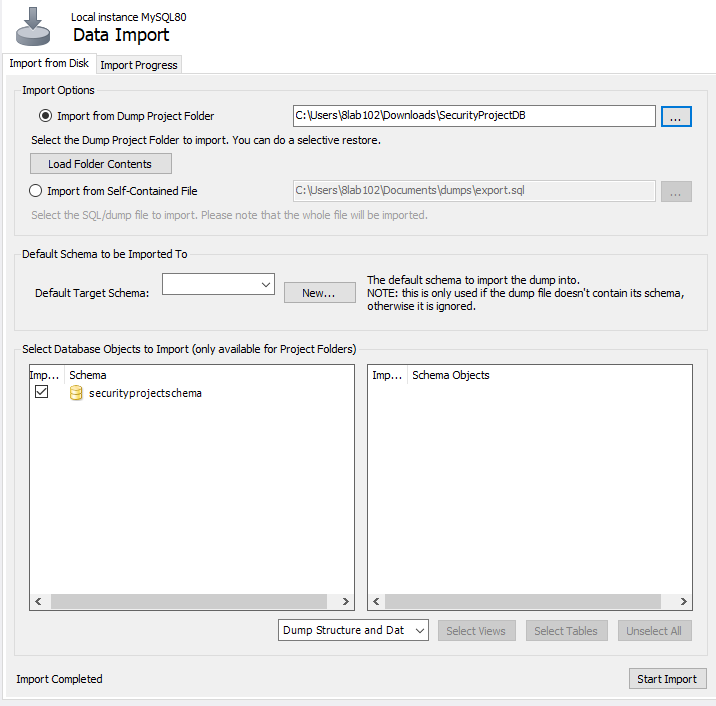 Local instance MySQL80
Data Import
Import from Disk
Import Progress
Import Options
Import from Dump Project Folder
C:\Users\8lab102\Downloads\SecurityProjectDB
...
Select the Dump Project Folder to import. You can do a selective restore.
Load Folder Contents
Import from Self-Contained File
C:\Users\8lab102\Documents\dumps\export.sql
...
Select the SQL/dump file to import. Please note that the whole file will be imported.
Default Schema to be Imported To
Default Target Schema:
New...
The default schema to import the dump into.
NOTE: this is only used if the dump file doesn't contain its schema,
otherwise it is ignored.
Select Database Objects to Import (only available for Project Folders)
Imp... Schema
securityprojectschema
Imp... Schema Objects
Dump Structure and Dat
Select Views
Select Tables
Unselect All
Import Completed
Start Import